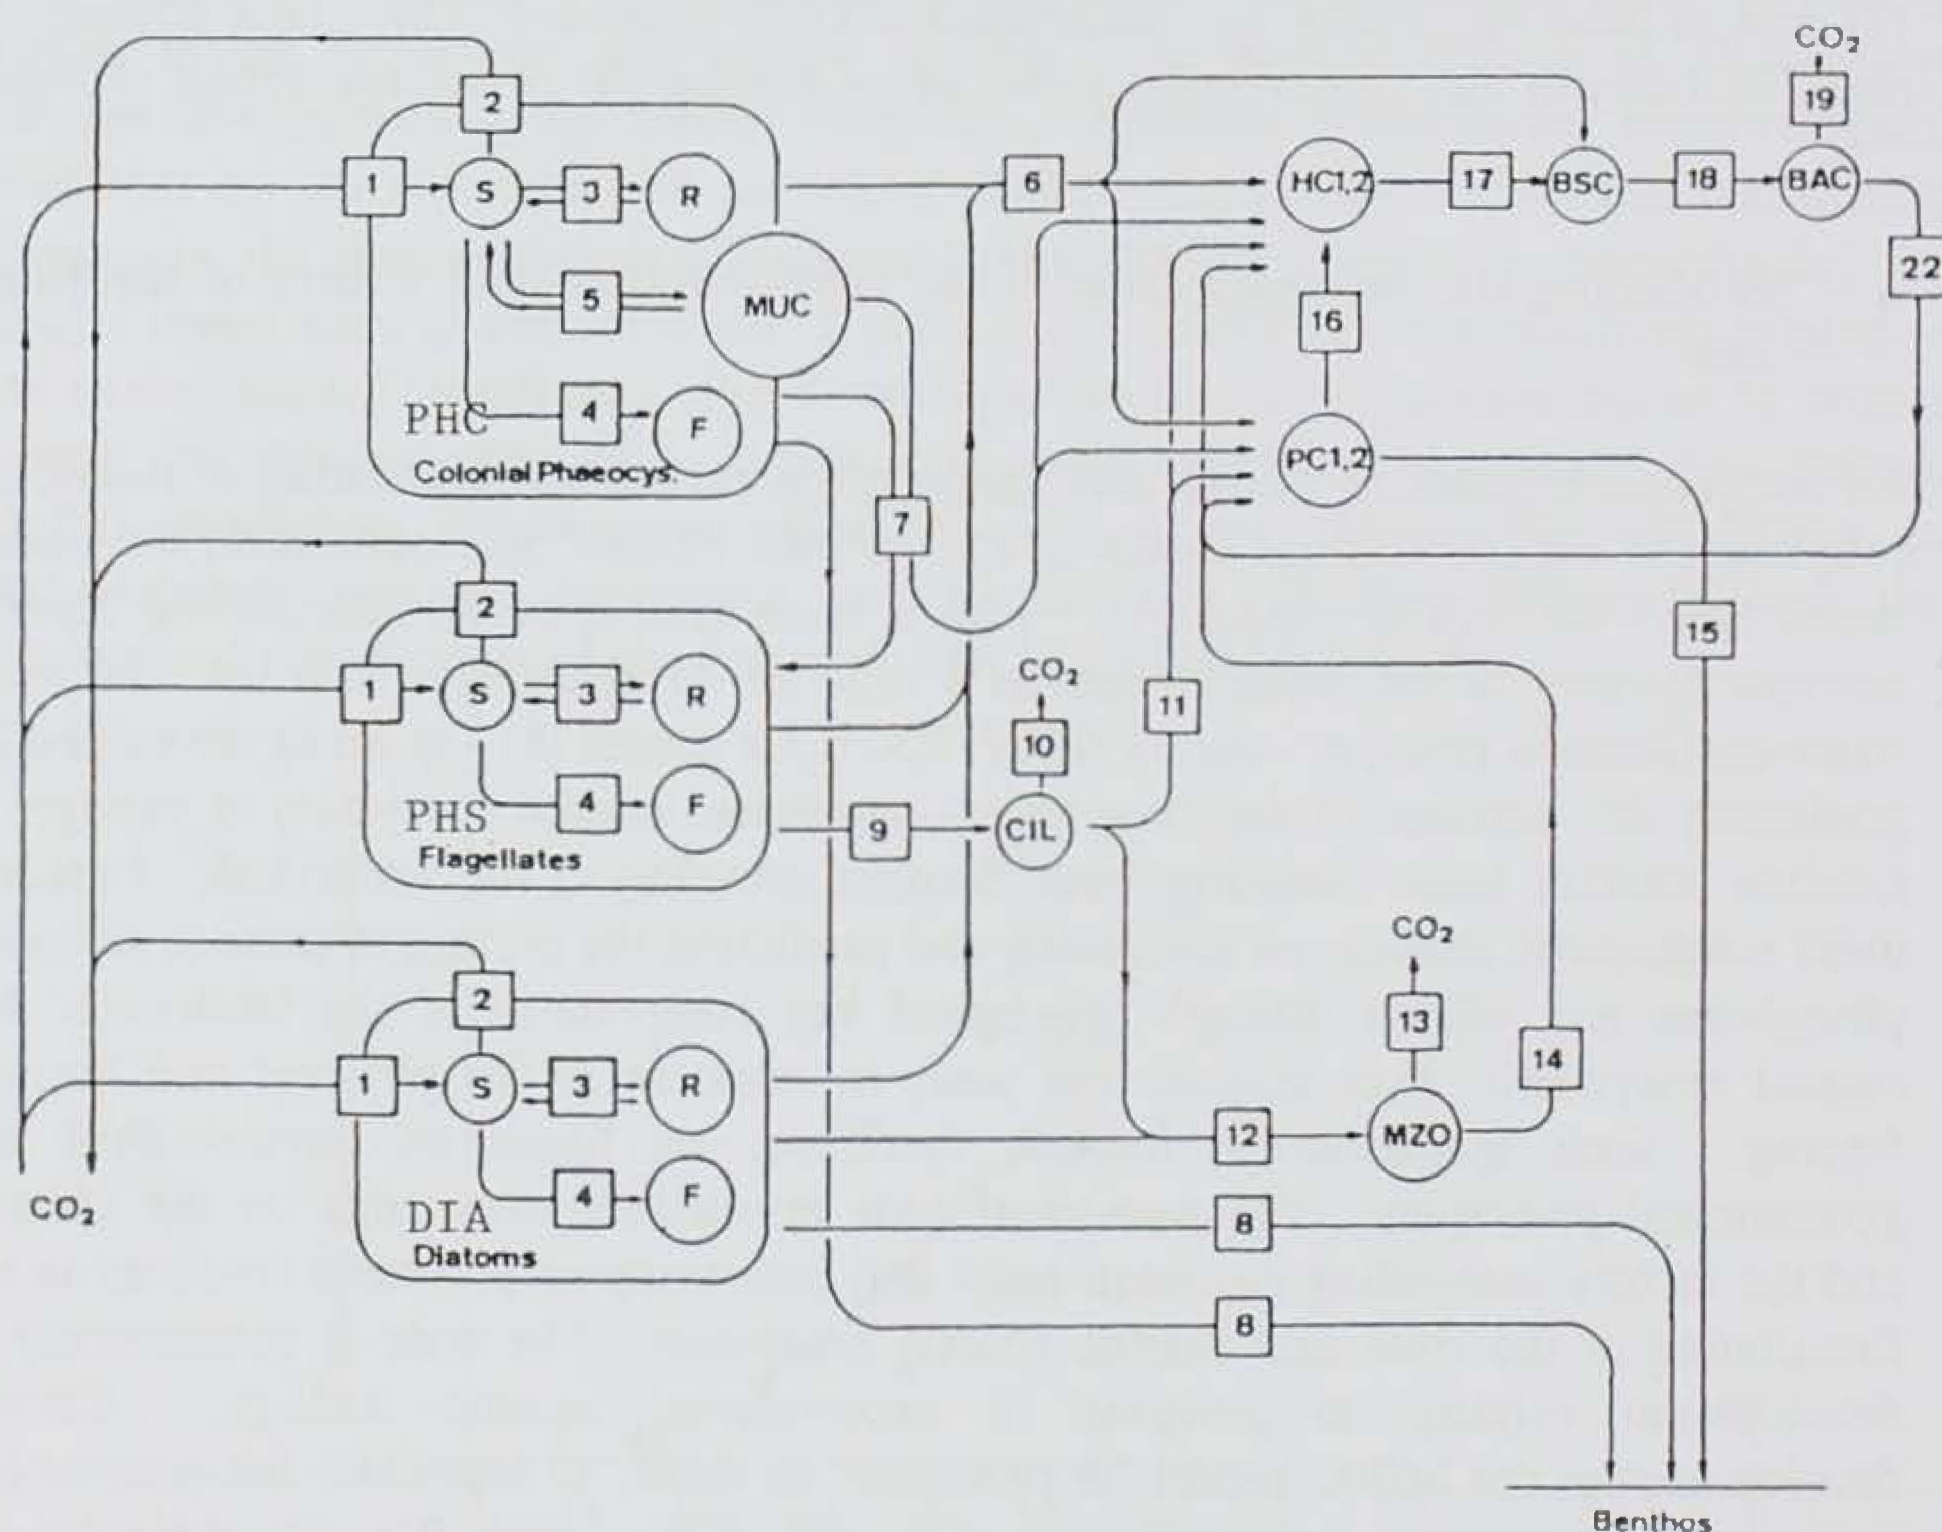 CO₂
2
19
1
S
3
R
6
HC1,2
17
BSC
18
BAC
22
5
MUC
16
4
F
PHC
Colonial Phaeocys.
PC1,2
7
2
15
1
S
3
R
CO₂
11
10
4
F
PHS
Flagellates
9
CIL
CO₂
2
13
14
1
S
3
R
12
MZO
4
F
DIA
Diatoms
CO₂
8
8
Benthos